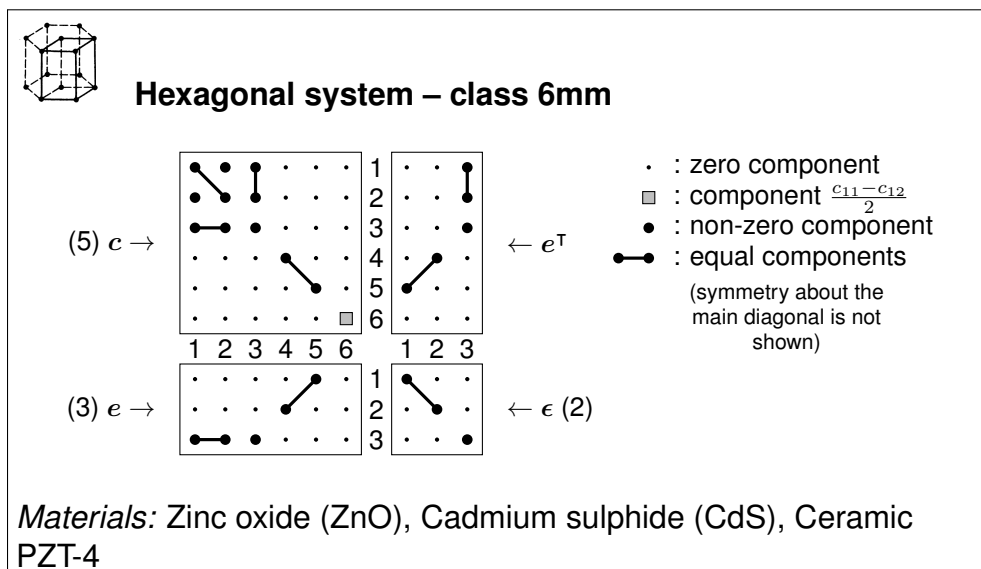 Hexagonal system – class 6mm
1
2
3
4
5
6
1 2 3 4 5 6 1 2 3
1
2
3
(5) c →
← eᵀ
(3) e →
← ϵ (2)
· : zero component
: component (c₁₁−c₁₂)/2
• : non-zero component
: equal components
(symmetry about the
main diagonal is not
shown)
Materials: Zinc oxide (ZnO), Cadmium sulphide (CdS), Ceramic
PZT-4